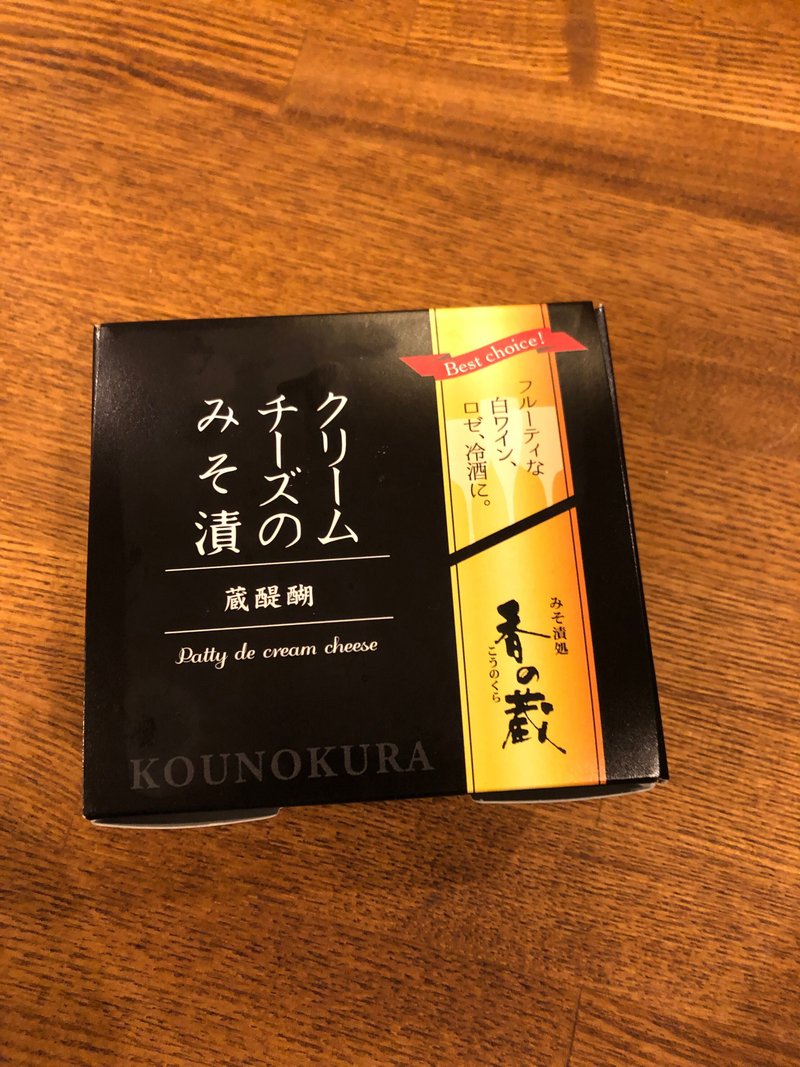 クリーム
チーズの
みそ漬
蔵醍醐
Patty de cream cheese
KOUNOKURA
Best choice!
フルーティな
白ワイン、
ロゼ、冷酒に。
みそ漬処
香の蔵
こうのくら